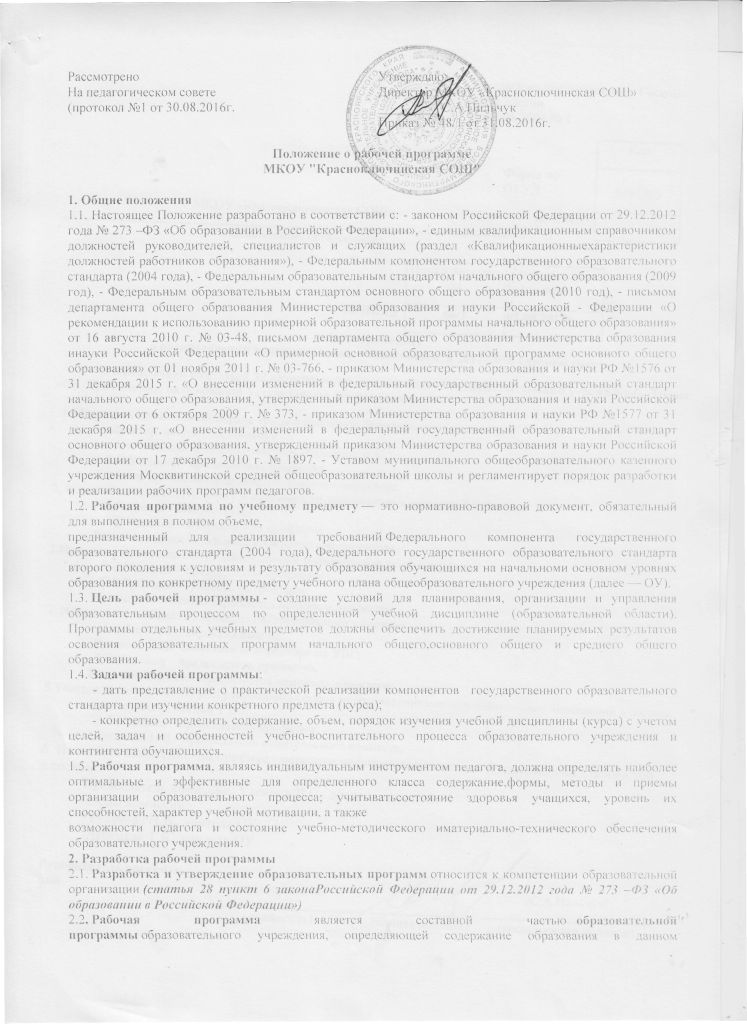 Рассмотрено
На педагогическом совете
(протокол №1 от 30.08.2016г.
Утверждаю:
Директор МКОУ «Красноключинская СОШ»
А.Пильчук
Приказ № 48/1 от 31.08.2016г.
Положение о рабочей программе
МКОУ "Красноключинская СОШ"
1. Общие положения
1.1. Настоящее Положение разработано в соответствии с: - законом Российской Федерации от 29.12.2012
года № 273 –ФЗ «Об образовании в Российской Федерации», - единым квалификационным справочником
должностей руководителей, специалистов и служащих (раздел «Квалификационныехарактеристики
должностей работников образования»), - Федеральным компонентом государственного образовательного
стандарта (2004 года), - Федеральным образовательным стандартом начального общего образования (2009
год), - Федеральным образовательным стандартом основного общего образования (2010 год), - письмом
департамента общего образования Министерства образования и науки Российской - Федерации «О
рекомендации к использованию примерной образовательной программы начального общего образования»
от 16 августа 2010 г. № 03-48, письмом департамента общего образования Министерства образования
инауки Российской Федерации «О примерной основной образовательной программе основного общего
образования» от 01 ноября 2011 г. № 03-766, - приказом Министерства образования и науки РФ №1576 от
31 декабря 2015 г. «О внесении изменений в федеральный государственный образовательный стандарт
начального общего образования, утвержденный приказом Министерства образования и науки Российской
Федерации от 6 октября 2009 г. № 373, - приказом Министерства образования и науки РФ №1577 от 31
декабря 2015 г. «О внесении изменений в федеральный государственный образовательный стандарт
основного общего образования, утвержденный приказом Министерства образования и науки Российской
Федерации от 17 декабря 2010 г. № 1897, - Уставом муниципального общеобразовательного казенного
учреждения Москвитинской средней общеобразовательной школы и регламентирует порядок разработки
и реализации рабочих программ педагогов.
1.2. Рабочая программа по учебному предмету — это нормативно-правовой документ, обязательный
для выполнения в полном объеме,
предназначенный для реализации требований Федерального компонента государственного
образовательного стандарта (2004 года), Федерального государственного образовательного стандарта
второго поколения к условиям и результату образования обучающихся на начальноми основном уровнях
образования по конкретному предмету учебного плана общеобразовательного учреждения (далее — ОУ).
1.3. Цель рабочей программы - создание условий для планирования, организации и управления
образовательным процессом по определенной учебной дисциплине (образовательной области).
Программы отдельных учебных предметов должны обеспечить достижение планируемых результатов
освоения образовательных программ начального общего,основного общего и среднего общего
образования.
1.4. Задачи рабочей программы:
- дать представление о практической реализации компонентов государственного образовательного
стандарта при изучении конкретного предмета (курса);
- конкретно определить содержание, объем, порядок изучения учебной дисциплины (курса) с учетом
целей, задач и особенностей учебно-воспитательного процесса образовательного учреждения и
контингента обучающихся.
1.5. Рабочая программа, являясь индивидуальным инструментом педагога, должна определять наиболее
оптимальные и эффективные для определенного класса содержание,формы, методы и приемы
организации образовательного процесса; учитыватьсостояние здоровья учащихся, уровень их
способностей, характер учебной мотивации, а также
возможности педагога и состояние учебно-методического иматериально-технического обеспечения
образовательного учреждения.
2. Разработка рабочей программы
2.1. Разработка и утверждение образовательных программ относится к компетенции образовательной
организации (статья 28 пункт 6 законаРоссийской Федерации от 29.12.2012 года № 273 –ФЗ «Об
образовании в Российской Федерации»)
2.2. Рабочая программа является составной частью образовательной
программы образовательного учреждения, определяющей содержание образования в данном